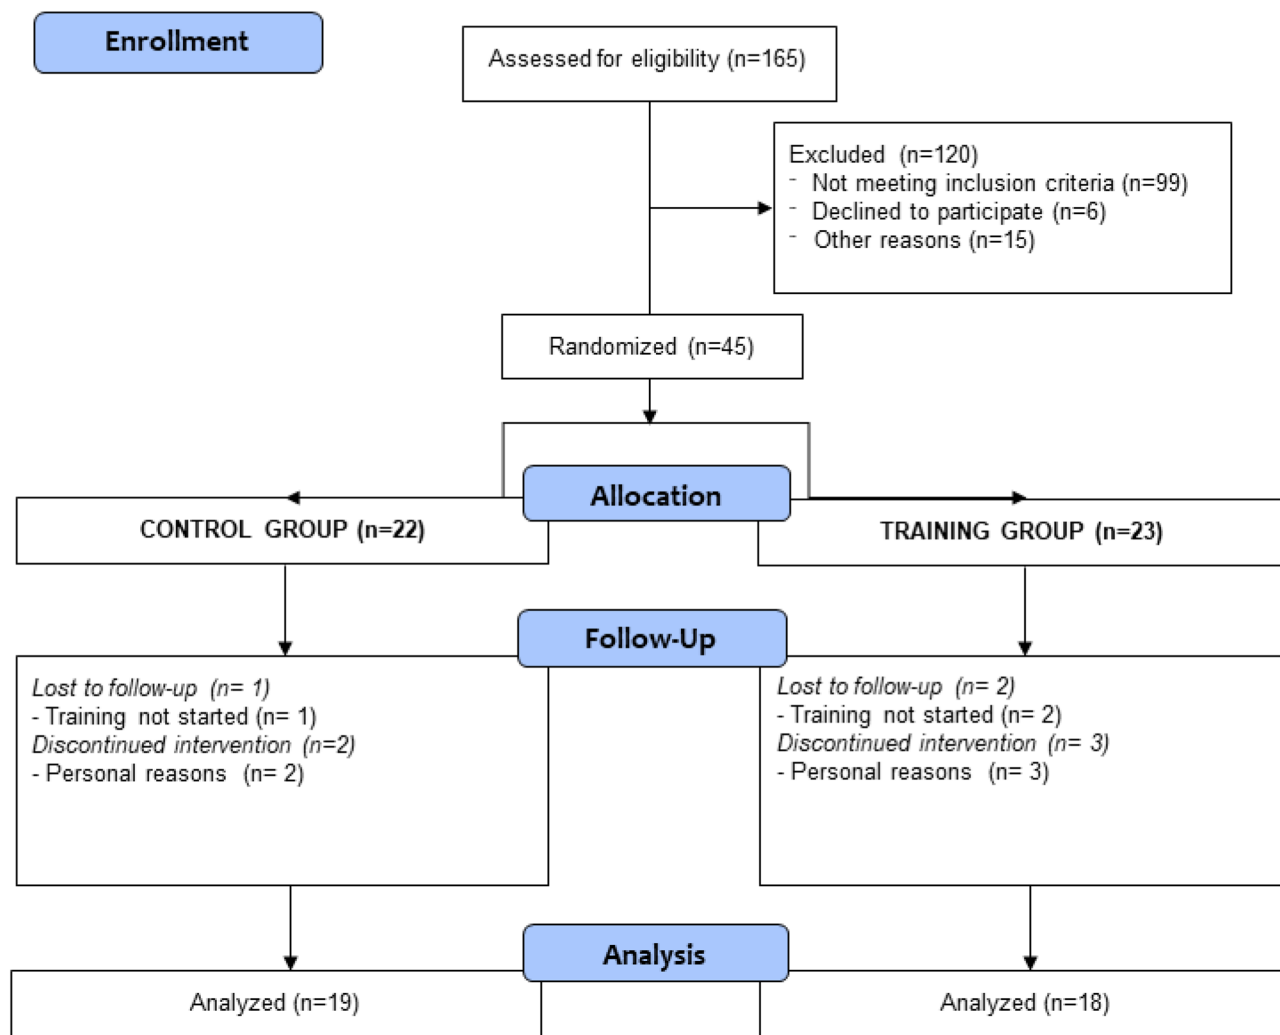 Enrollment
Assessed for eligibility (n=165)
Excluded (n=120)
- Not meeting inclusion criteria (n=99)
- Declined to participate (n=6)
- Other reasons (n=15)
Randomized (n=45)
Allocation
CONTROL GROUP (n=22)
TRAINING GROUP (n=23)
Follow-Up
Lost to follow-up (n= 1)
- Training not started (n= 1)
Discontinued intervention (n=2)
- Personal reasons (n= 2)
Lost to follow-up (n= 2)
- Training not started (n= 2)
Discontinued intervention (n= 3)
- Personal reasons (n= 3)
Analysis
Analyzed (n=19)
Analyzed (n=18)